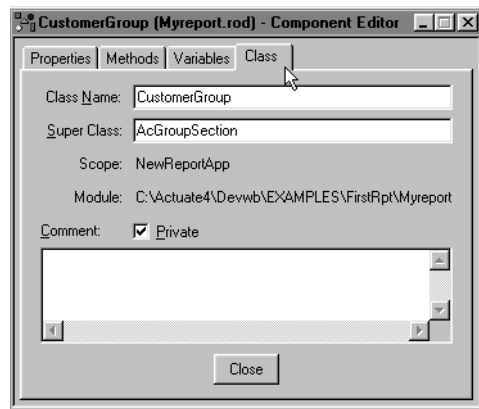 CustomerGroup (Myreport.rod) - Component Editor
Properties Methods Variables Class
Class Name: CustomerGroup
Super Class: AcGroupSection
Scope: NewReportApp
Module: C:\Actuate4\Devwb\EXAMPLES\FirstRpt\Myreport
Comment: Private
Close